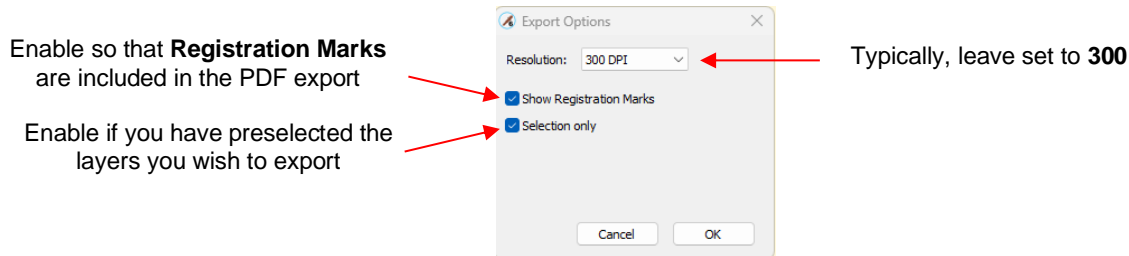 Export Options
Enable so that Registration Marks
are included in the PDF export
Resolution: 300 DPI
Typically, leave set to 300
Show Registration Marks
Selection only
Enable if you have preselected the
layers you wish to export
Cancel OK